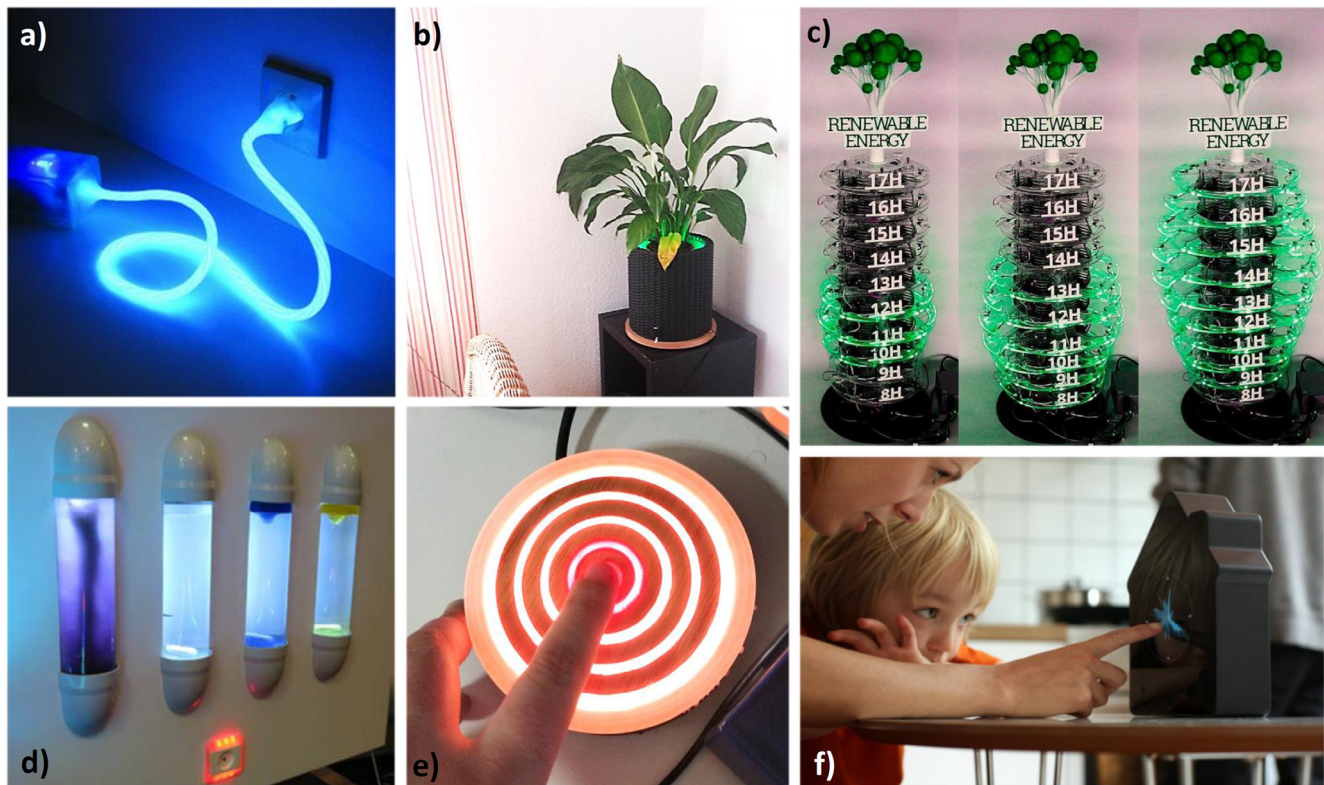 a)
b)
c)
RENEWABLE
ENERGY
17H
16H
15H
14H
13H
12H
11H
10H
9H
8H
RENEWABLE
ENERGY
17H
16H
15H
14H
13H
12H
11H
10H
9H
8H
RENEWABLE
ENERGY
17H
16H
15H
14H
13H
12H
11H
10H
9H
8H
d)
e)
f)